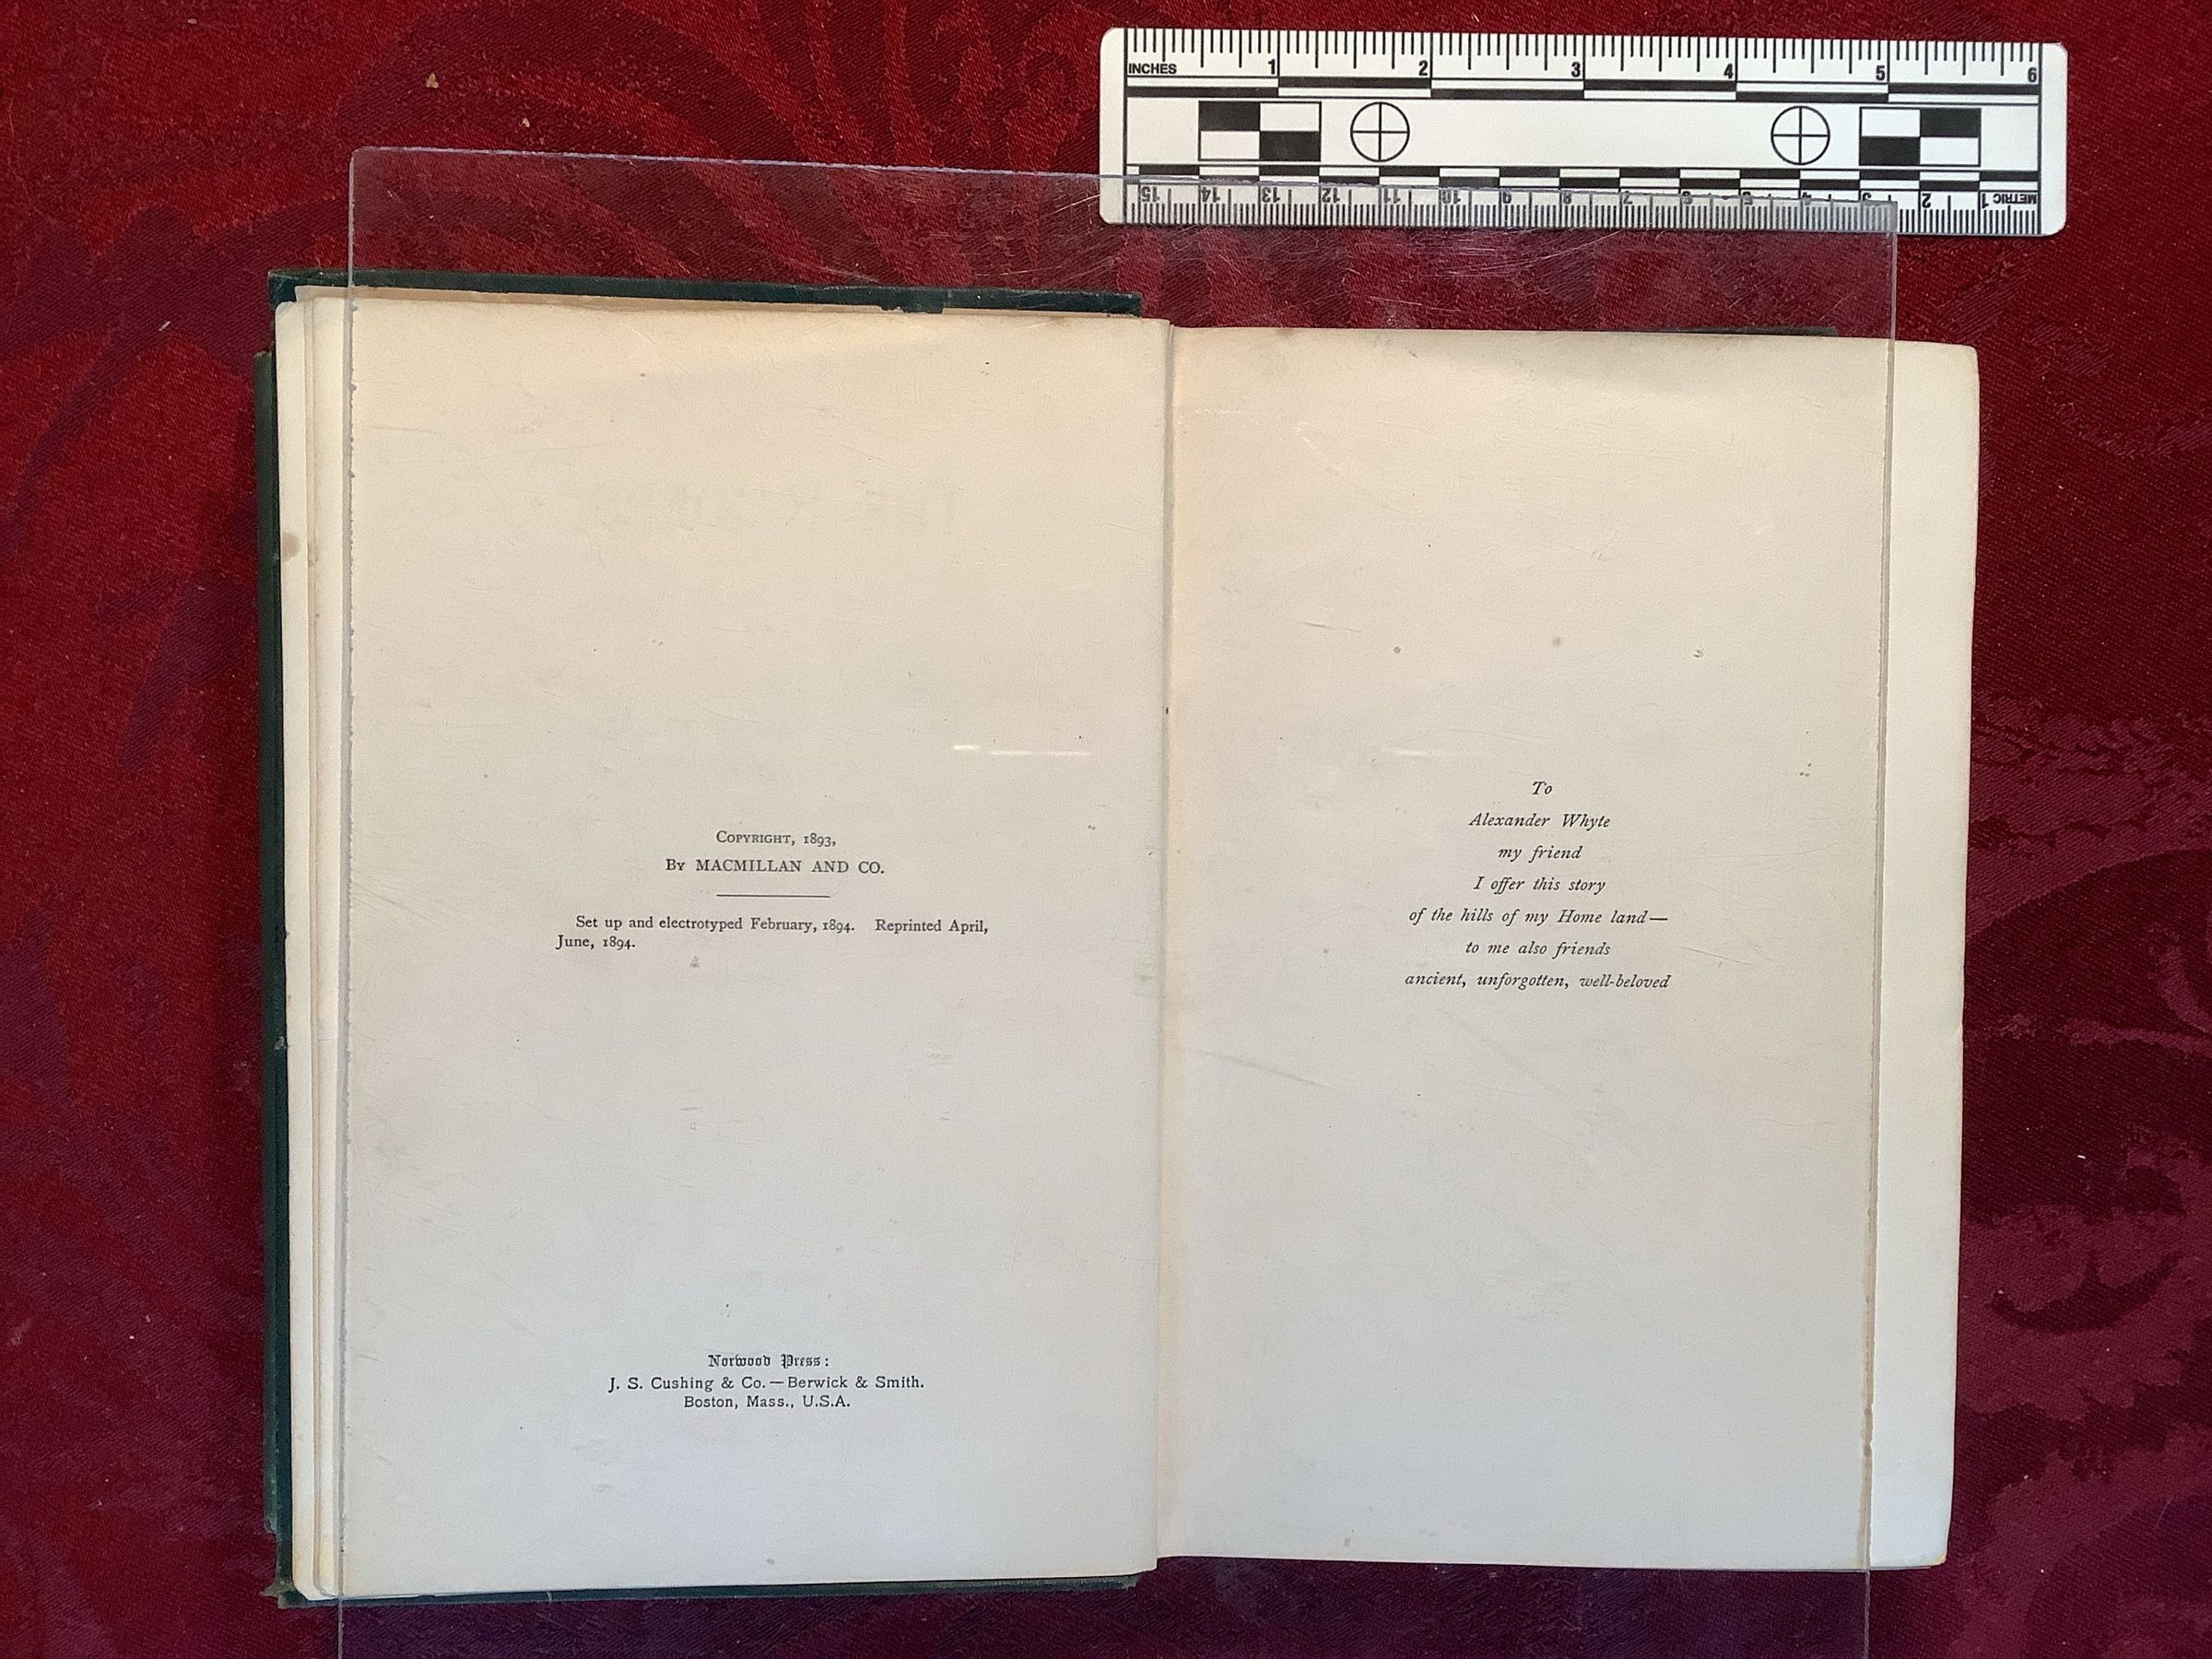 INCHES 1 2 3 4 5 6
15 14 13 12 11 10 9 8 7 6 5 4 3 2 1 METRIC
COPYRIGHT, 1893,
BY MACMILLAN AND CO.
Set up and electrotyped February, 1894. Reprinted April,
June, 1894.
Norwood Press:
J. S. Cushing & Co.—Berwick & Smith.
Boston, Mass., U.S.A.
To
Alexander Whyte
my friend
I offer this story
of the hills of my Home land—
to me also friends
ancient, unforgotten, well-beloved